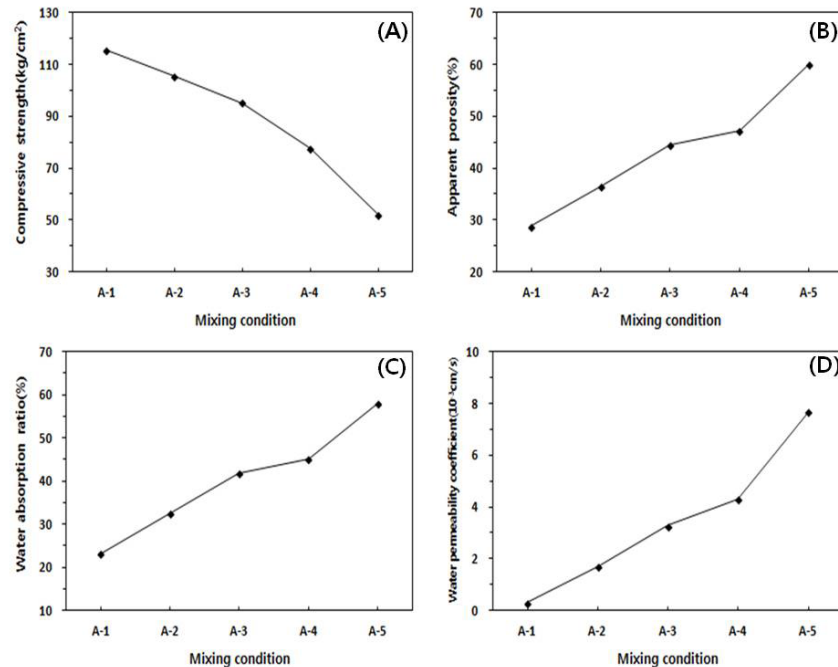 (A)
Compressive strength(kg/cm²)
130
110
90
70
50
30
A-1 A-2 A-3 A-4 A-5
Mixing condition
(B)
Apparent porosity(%)
70
60
50
40
30
20
A-1 A-2 A-3 A-4 A-5
Mixing condition
(C)
Water absorption ratio(%)
70
60
50
40
30
20
10
A-1 A-2 A-3 A-4 A-5
Mixing condition
(D)
Water permeability coefficient(10⁻³cm/s)
10
8
6
4
2
0
A-1 A-2 A-3 A-4 A-5
Mixing condition